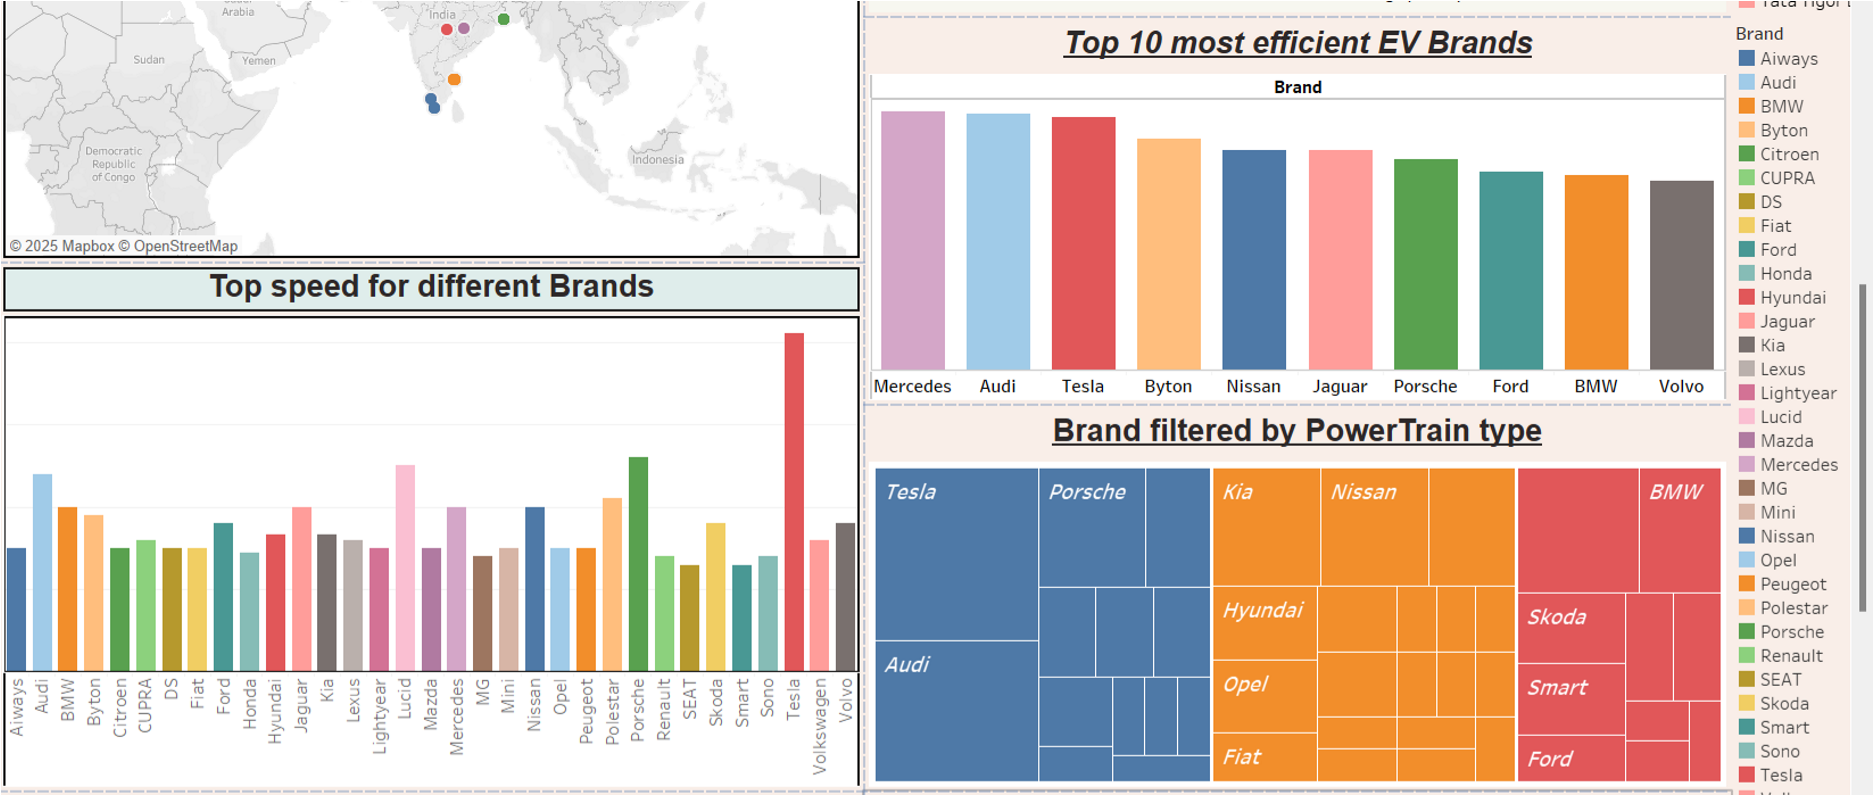 Saudi
Arabia
India
Sudan
Yemen
Democratic
Republic
of Congo
Indonesia
© 2025 Mapbox © OpenStreetMap
Top speed for different Brands
Aiways
Audi
BMW
Byton
Citroen
CUPRA
DS
Fiat
Ford
Honda
Hyundai
Jaguar
Kia
Lexus
Lightyear
Lucid
Mazda
Mercedes
MG
Mini
Nissan
Opel
Peugeot
Polestar
Porsche
Renault
SEAT
Skoda
Smart
Sono
Tesla
Volkswagen
Volvo
Top 10 most efficient EV Brands
Brand
Mercedes
Audi
Tesla
Byton
Nissan
Jaguar
Porsche
Ford
BMW
Volvo
Brand filtered by PowerTrain type
Tesla
Porsche
Audi
Kia
Nissan
Hyundai
Opel
Fiat
BMW
Skoda
Smart
Ford
Tata Tigor
Brand
Aiways
Audi
BMW
Byton
Citroen
CUPRA
DS
Fiat
Ford
Honda
Hyundai
Jaguar
Kia
Lexus
Lightyear
Lucid
Mazda
Mercedes
MG
Mini
Nissan
Opel
Peugeot
Polestar
Porsche
Renault
SEAT
Skoda
Smart
Sono
Tesla